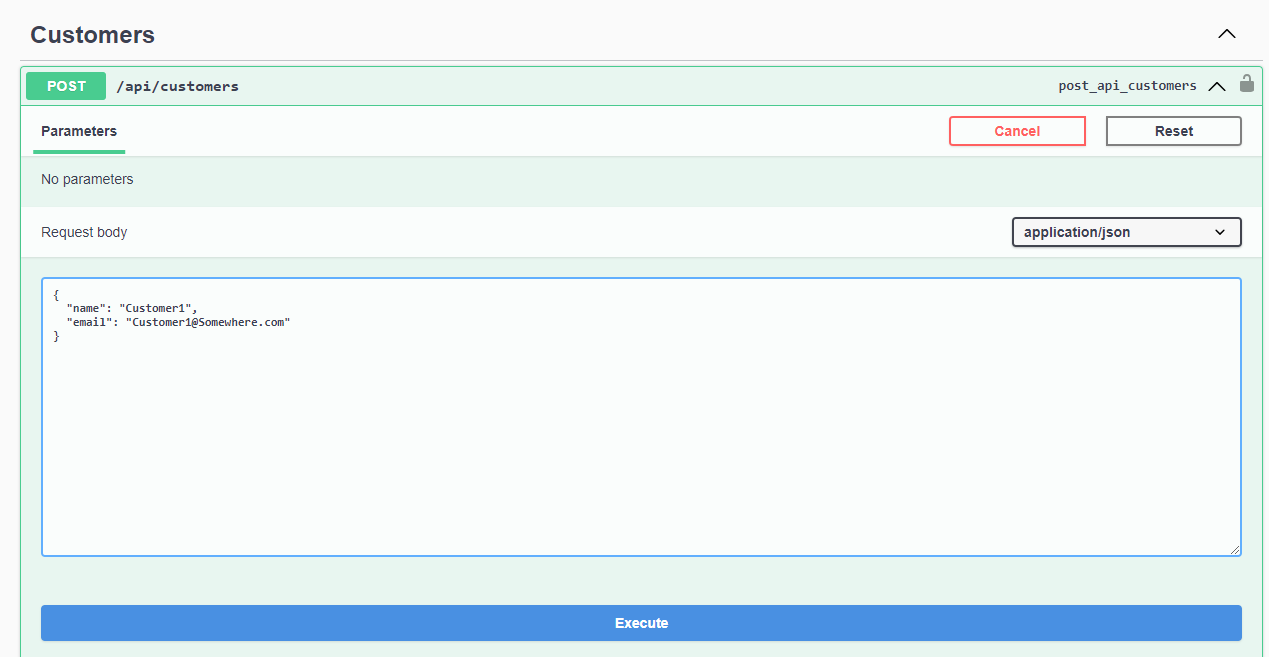 Customers
POST /api/customers post_api_customers
Parameters Cancel Reset
No parameters
Request body application/json
{
  "name": "Customer1",
  "email": "Customer1@Somewhere.com"
}
Execute